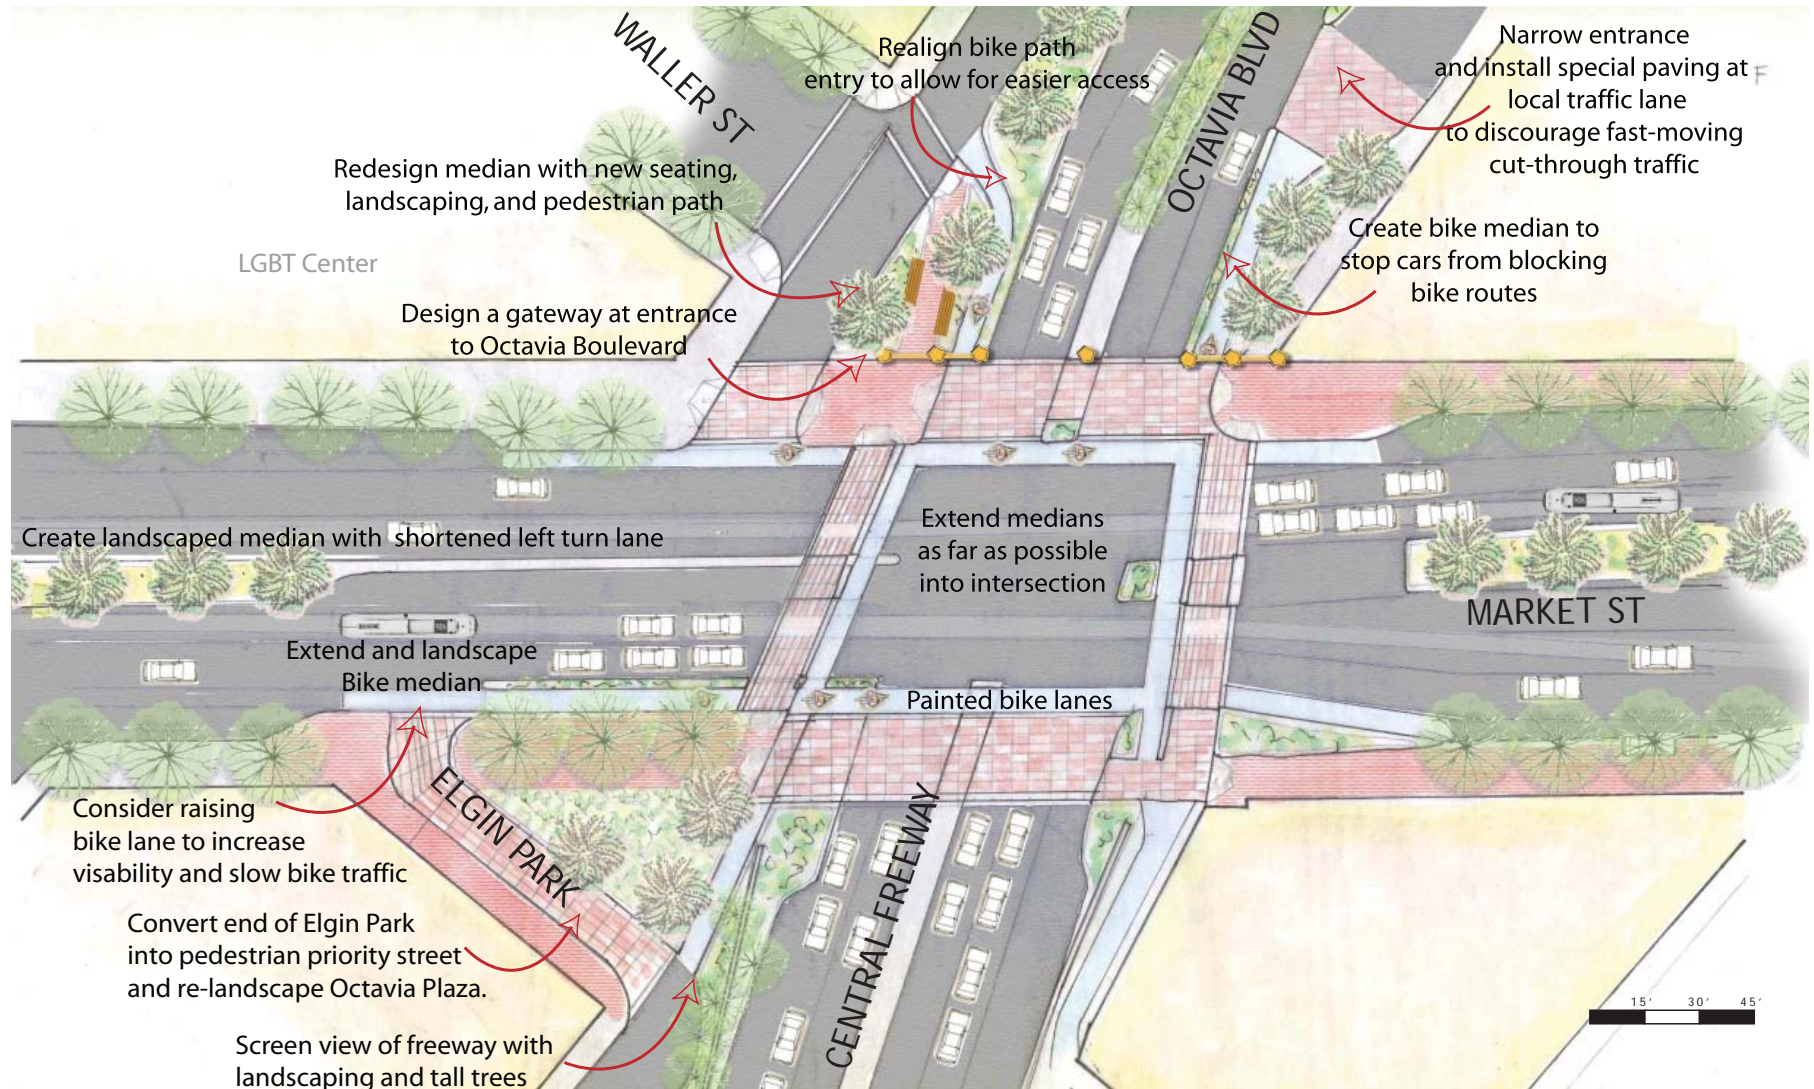 WALLER ST
Realign bike path
entry to allow for easier access
OCTAVIA BLVD
Narrow entrance
and install special paving at
local traffic lane
to discourage fast-moving
cut-through traffic
F
Redesign median with new seating,
landscaping, and pedestrian path
LGBT Center
Create bike median to
stop cars from blocking
bike routes
Design a gateway at entrance
to Octavia Boulevard
Extend medians
as far as possible
into intersection
Create landscaped median with shortened left turn lane
MARKET ST
Extend and landscape
Bike median
Painted bike lanes
ELGIN PARK
CENTRAL FREEWAY
Consider raising
bike lane to increase
visability and slow bike traffic
Convert end of Elgin Park
into pedestrian priority street
and re-landscape Octavia Plaza.
Screen view of freeway with
landscaping and tall trees
15' 30' 45'